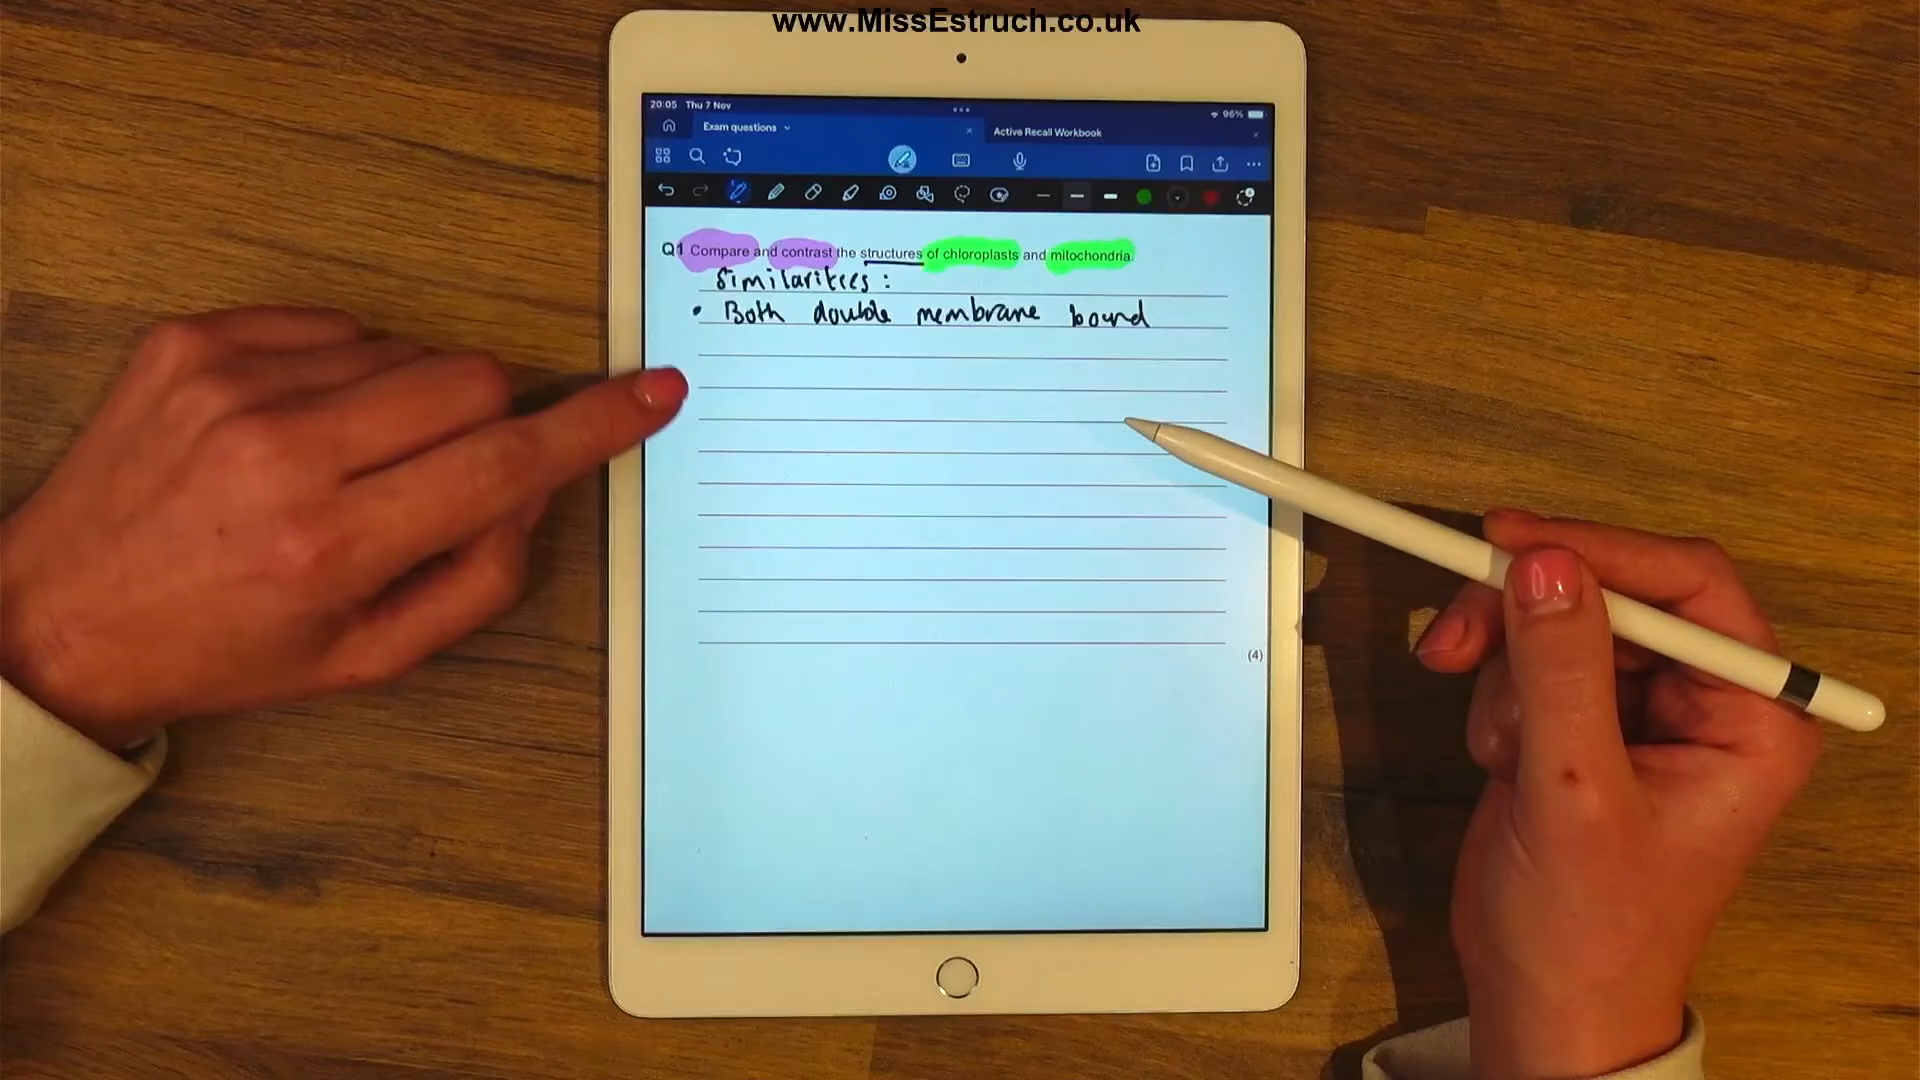 www.MissEstruch.co.uk
20:05 Thu 7 Nov
96%
Exam questions
Active Recall Workbook
Q1 Compare and contrast the structures of chloroplasts and mitochondria.
Similarities :
• Both double membrane bound
(4)